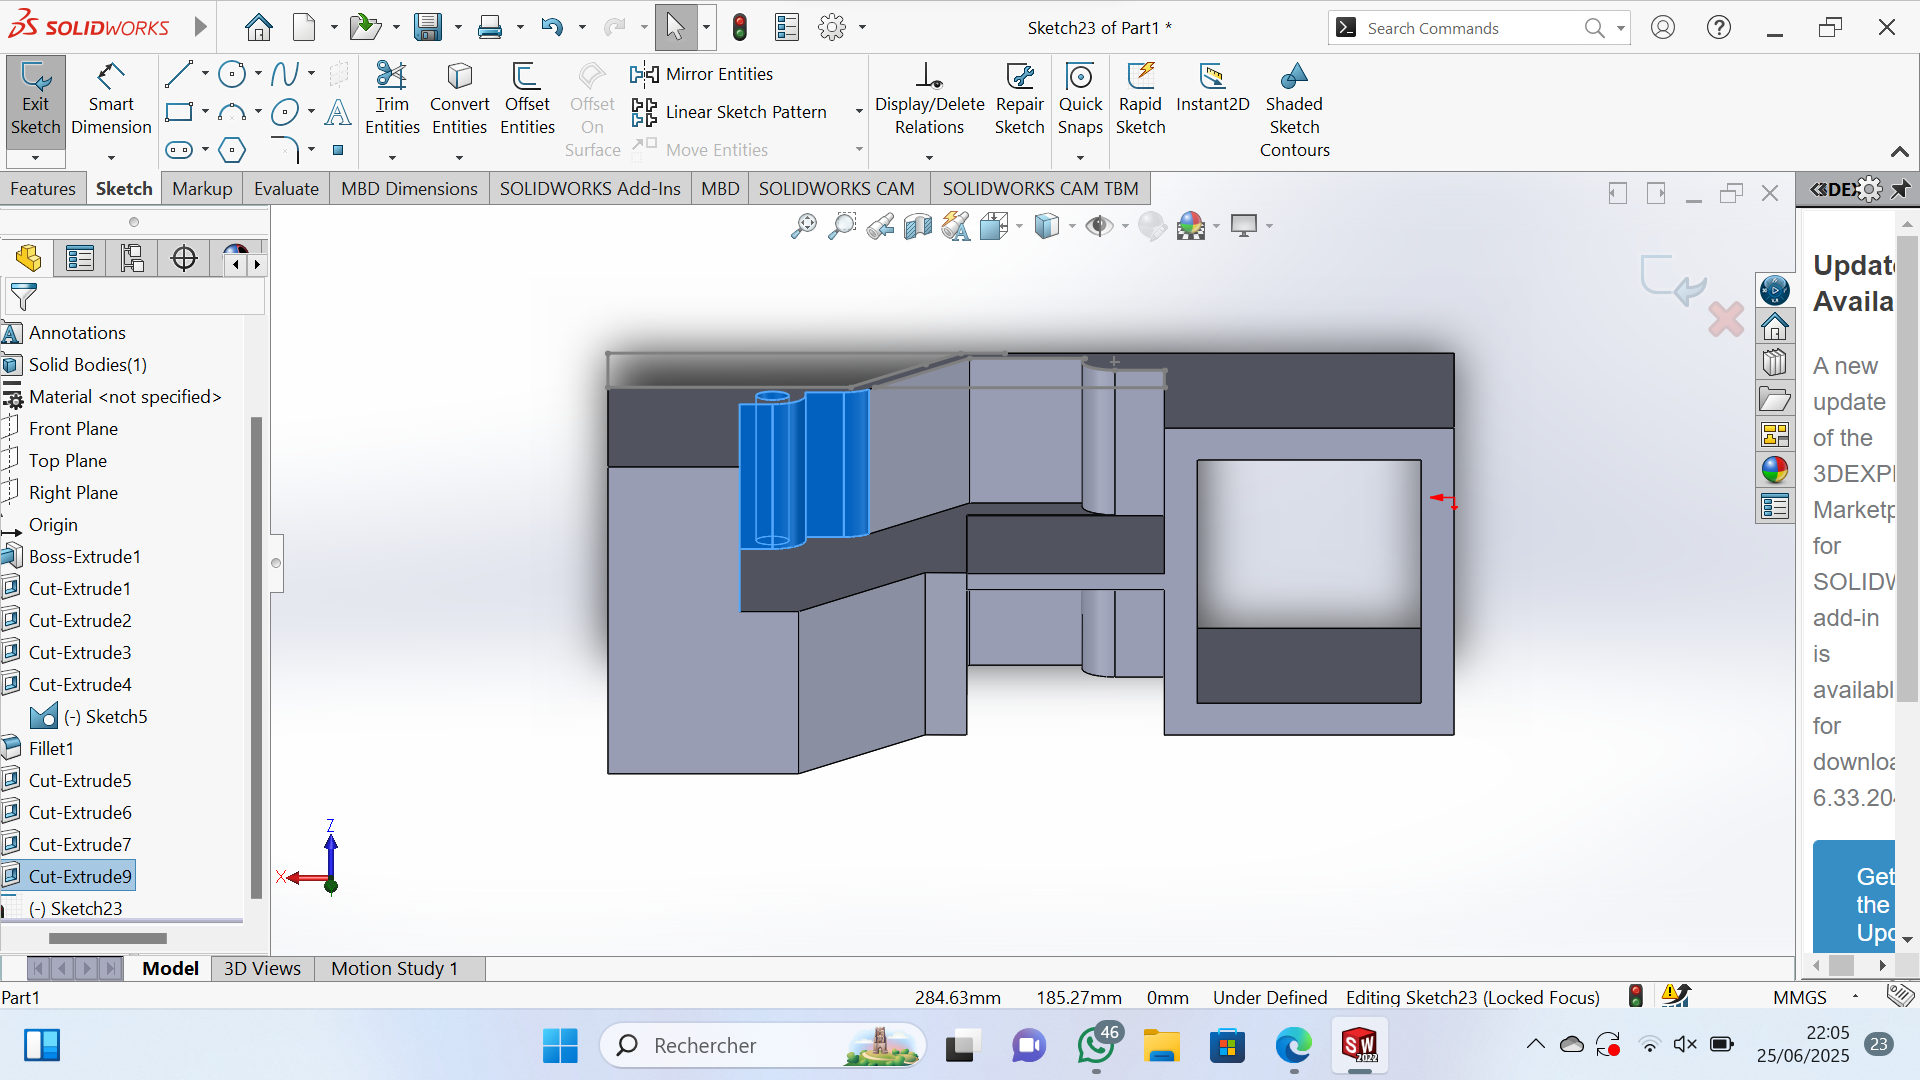 SOLIDWORKS
Sketch23 of Part1 *
Search Commands
Exit Sketch
Smart Dimension
Trim Entities
Convert Entities
Offset Entities
Offset On Surface
Mirror Entities
Linear Sketch Pattern
Move Entities
Display/Delete Relations
Repair Sketch
Quick Snaps
Rapid Sketch
Instant2D
Shaded Sketch Contours
Features
Sketch
Markup
Evaluate
MBD Dimensions
SOLIDWORKS Add-Ins
MBD
SOLIDWORKS CAM
SOLIDWORKS CAM TBM
Annotations
Solid Bodies(1)
Material <not specified>
Front Plane
Top Plane
Right Plane
Origin
Boss-Extrude1
Cut-Extrude1
Cut-Extrude2
Cut-Extrude3
Cut-Extrude4
(-) Sketch5
Fillet1
Cut-Extrude5
Cut-Extrude6
Cut-Extrude7
Cut-Extrude9
(-) Sketch23
Z
X
Updat
Availa
A new
update
of the
3DEXP
Marketp
for
SOLIDW
add-in
is
availabl
for
downloa
6.33.20
Get
the
Upd
Model
3D Views
Motion Study 1
Part1
284.63mm
185.27mm
0mm
Under Defined
Editing Sketch23 (Locked Focus)
MMGS
Rechercher
46
SW
2022
22:05
25/06/2025
23